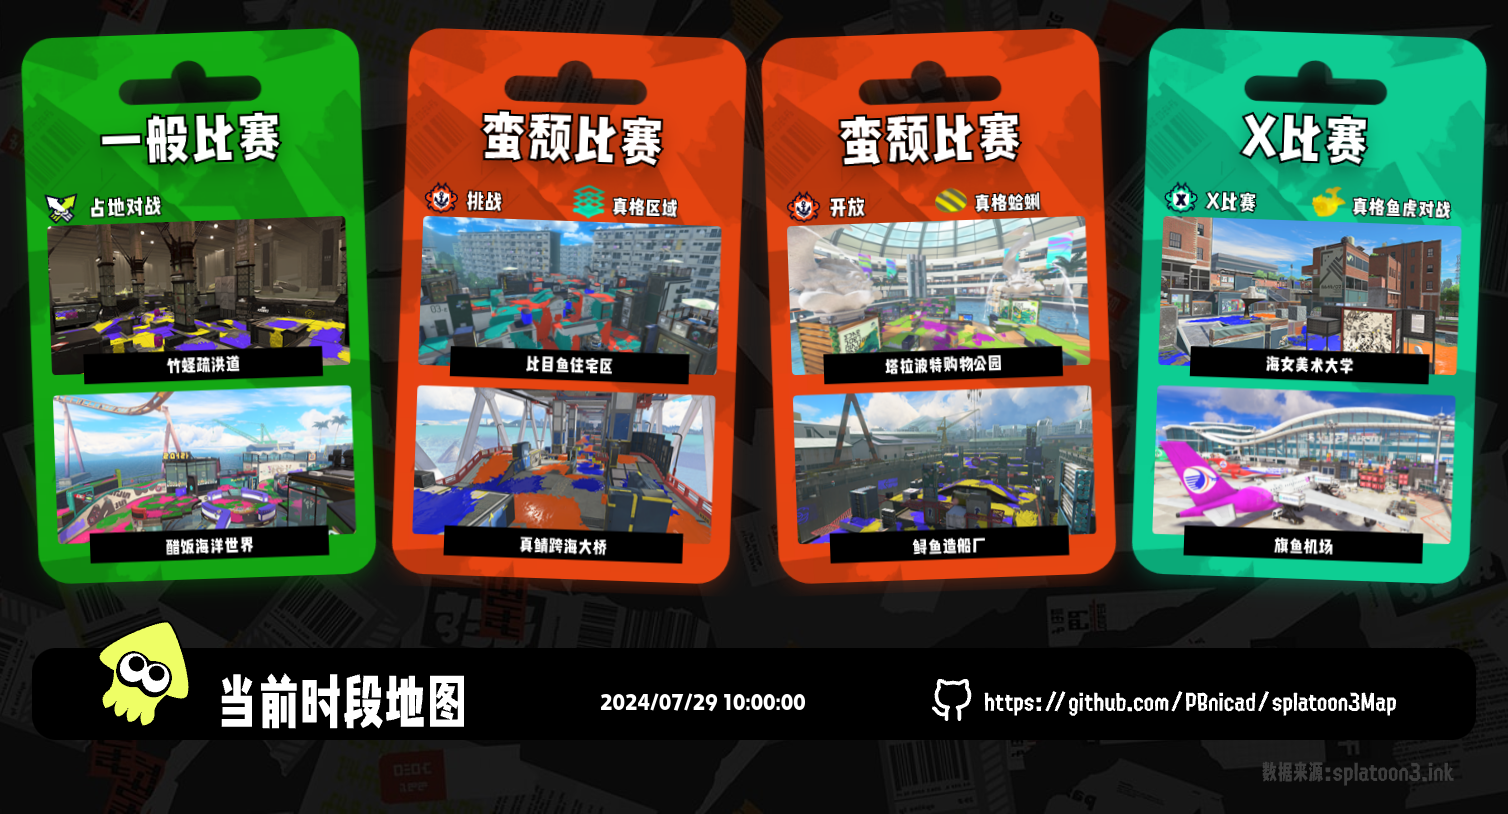 一般比赛
占地对战
竹蛏疏洪道
醋饭海洋世界
蛮颓比赛
挑战
真格区域
比目鱼住宅区
真鲭跨海大桥
蛮颓比赛
开放
真格蛤蜊
塔拉波特购物公园
鲟鱼造船厂
X比赛
X比赛
真格鱼虎对战
海女美术大学
旗鱼机场
当前时段地图
2024/07/29 10:00:00
https://github.com/PBnicad/splatoon3Map
数据来源:splatoon3.ink